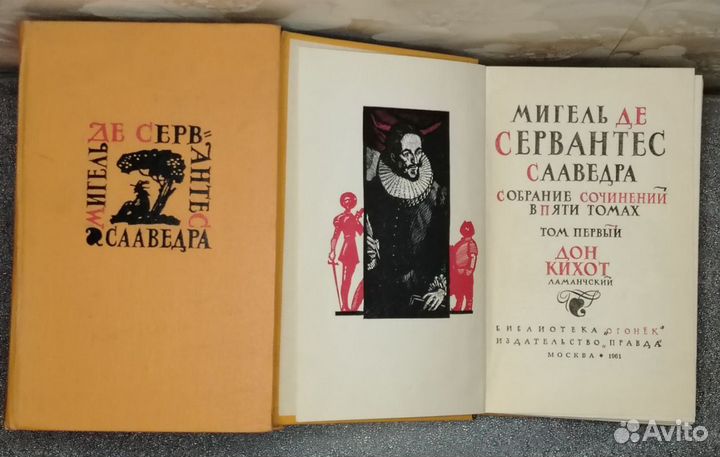 МИГЕЛЬ ДЕ СЕРВАНТЕС
СААВЕДРА
МИГЕЛЬ ДЕ
СЕРВАНТЕС
СААВЕДРА
СОБРАНИЕ СОЧИНЕНИЙ
В ПЯТИ ТОМАХ
ТОМ ПЕРВЫЙ
ДОН
КИХОТ
ЛАМАНЧСКИЙ
БИБЛИОТЕКА „ОГОНЁК“
ИЗДАТЕЛЬСТВО „ПРАВДА“
МОСКВА • 1961
Avito